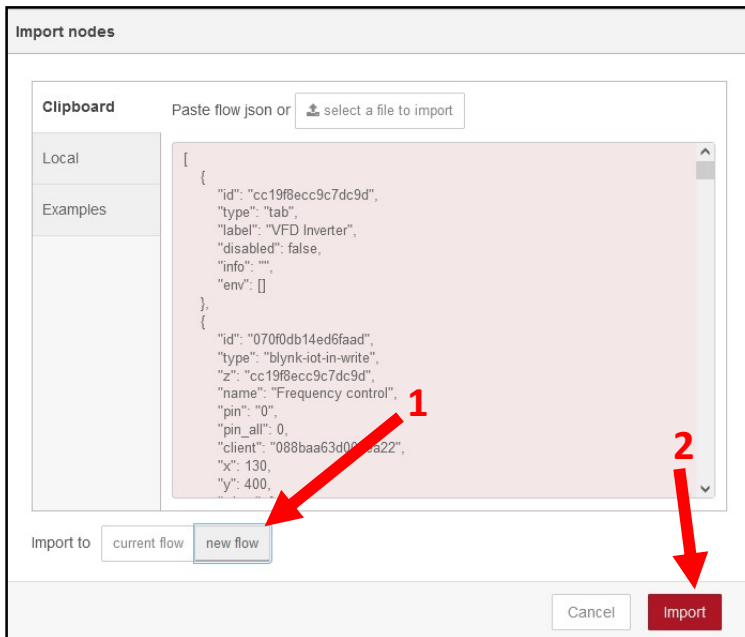 Import nodes
Clipboard
Paste flow json or select a file to import
Local
Examples
[
{
"id": "cc19f8ecc9c7dc9d",
"type": "tab",
"label": "VFD Inverter",
"disabled": false,
"info": "",
"env": []
},
{
"id": "070f0db14ed6faad",
"type": "blynk-iot-in-write",
"z": "cc19f8ecc9c7dc9d",
"name": "Frequency control",
"pin": "0",
"pin_all": 0,
"client":
"x": 130,
"y": 400,
1
2
Import to current flow new flow
Cancel Import